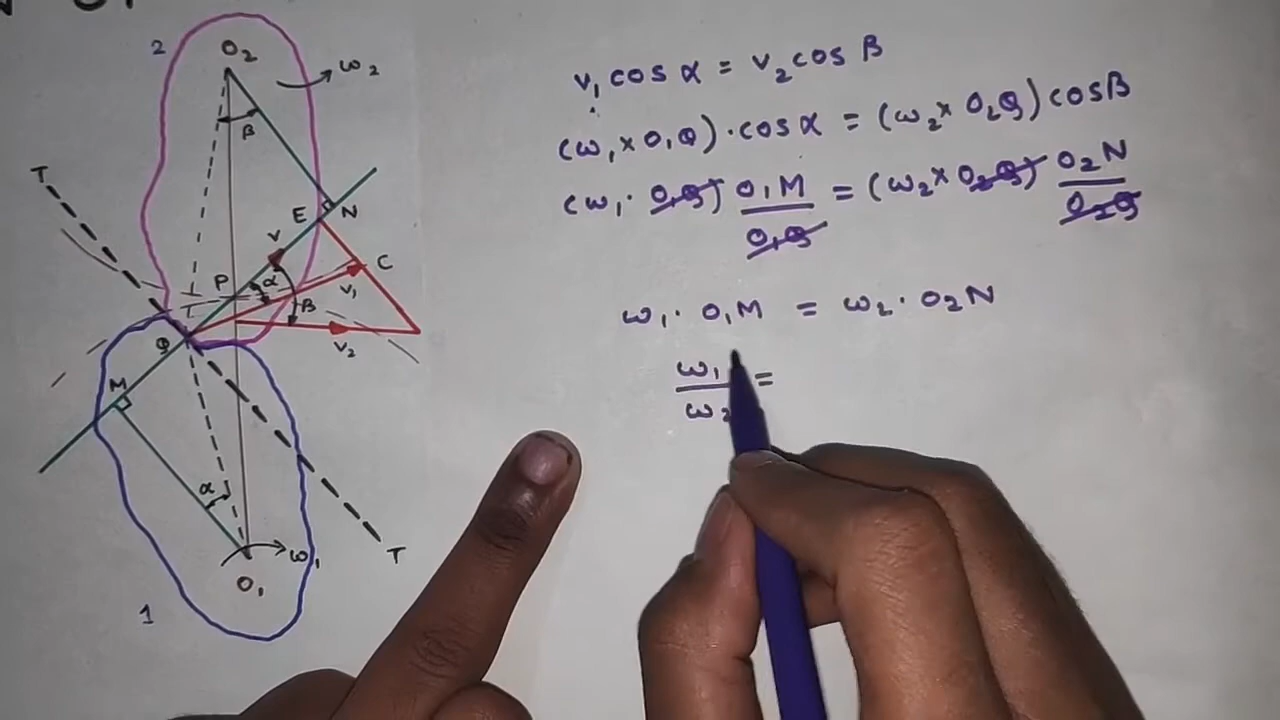 2
O₂
ω₂
β
T
E N
v
C
P
α
v₁
β
Q
v₂
M
α
ω₁
T
O₁
1
v₁ cos α = v₂ cos β
(ω₁ × O₁Q) · cos α = (ω₂ × O₂Q) cos β
(ω₁ · O₁Q) O₁M / O₁Q = (ω₂ × O₂Q) O₂N / O₂Q
ω₁ · O₁M = ω₂ · O₂N
ω₁ / ω₂ =